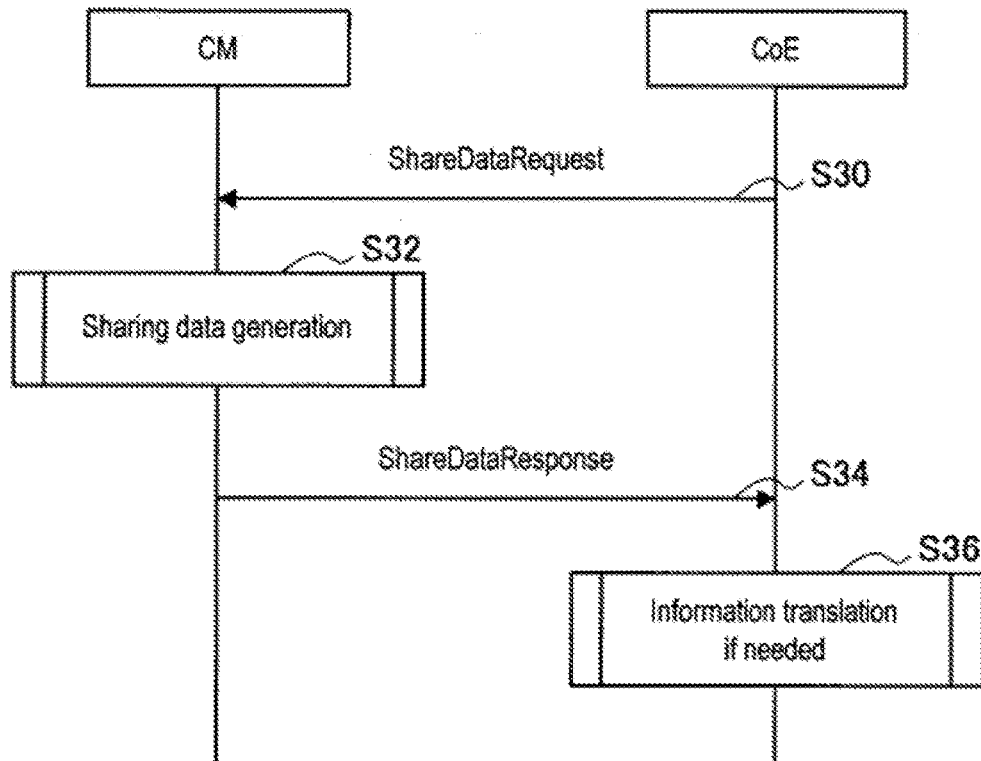 CM
CoE
ShareDataRequest
S30
S32
Sharing data generation
ShareDataResponse
S34
S36
Information translation
if needed